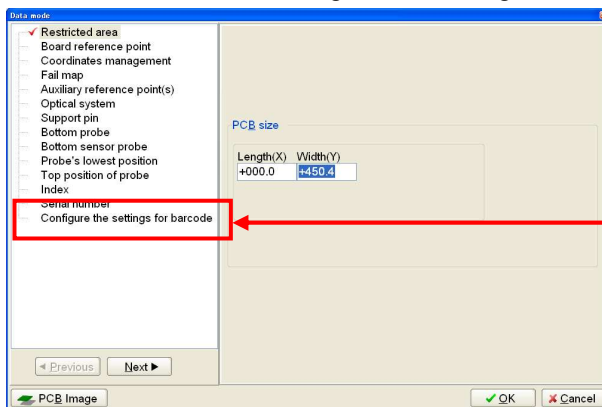 Data mode
Restricted area
Board reference point
Coordinates management
Fail map
Auxiliary reference point(s)
Optical system
Support pin
Bottom probe
Bottom sensor probe
Probe's lowest position
Top position of probe
Index
Serial number
Configure the settings for barcode
PCB size
Length(X) Width(Y)
+000.0 +450.4
Previous Next
PCB Image OK Cancel